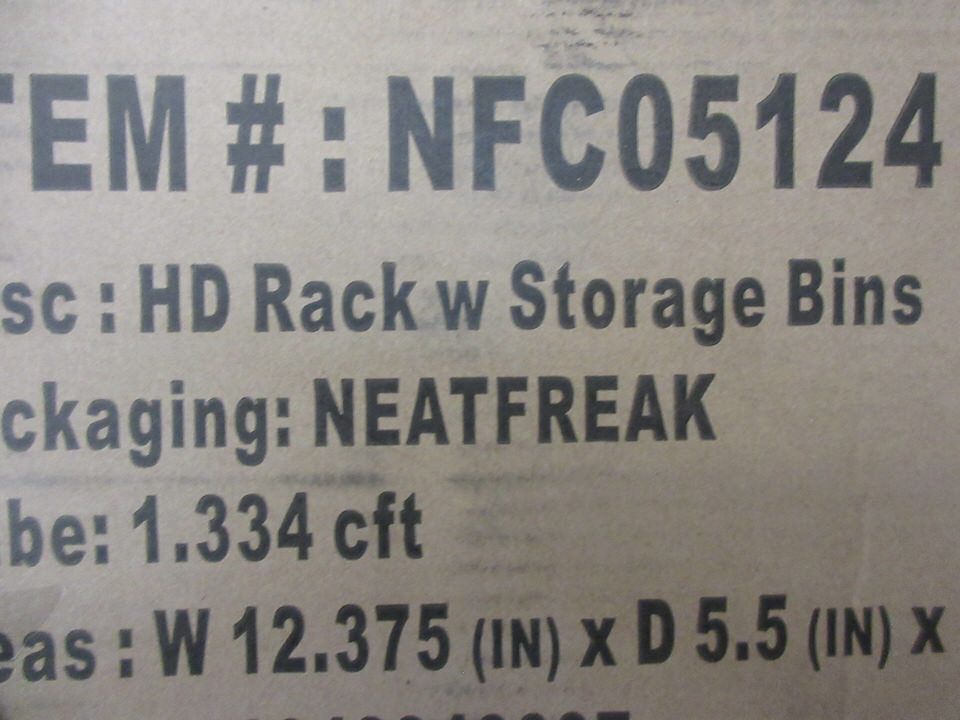 TEM #: NFC05124
sc : HD Rack w Storage Bins
ckaging: NEATFREAK
be: 1.334 cft
eas : W 12.375 (IN) x D 5.5 (IN) x